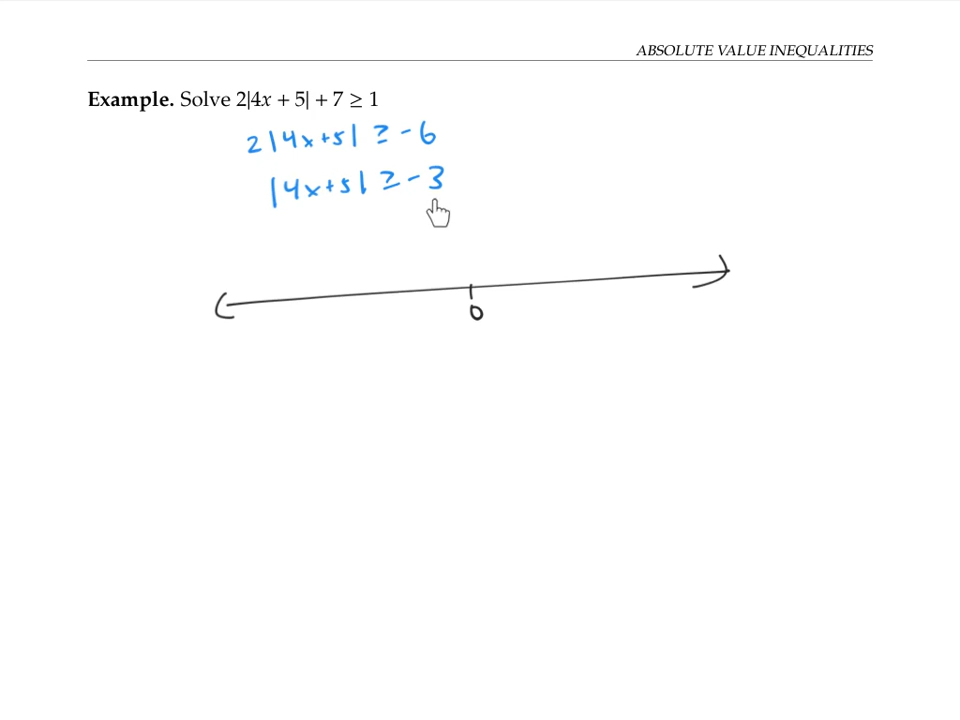 ABSOLUTE VALUE INEQUALITIES
Example. Solve 2|4x + 5| + 7 ≥ 1
2|4x+5| ≥ -6
|4x+5| ≥ -3
0